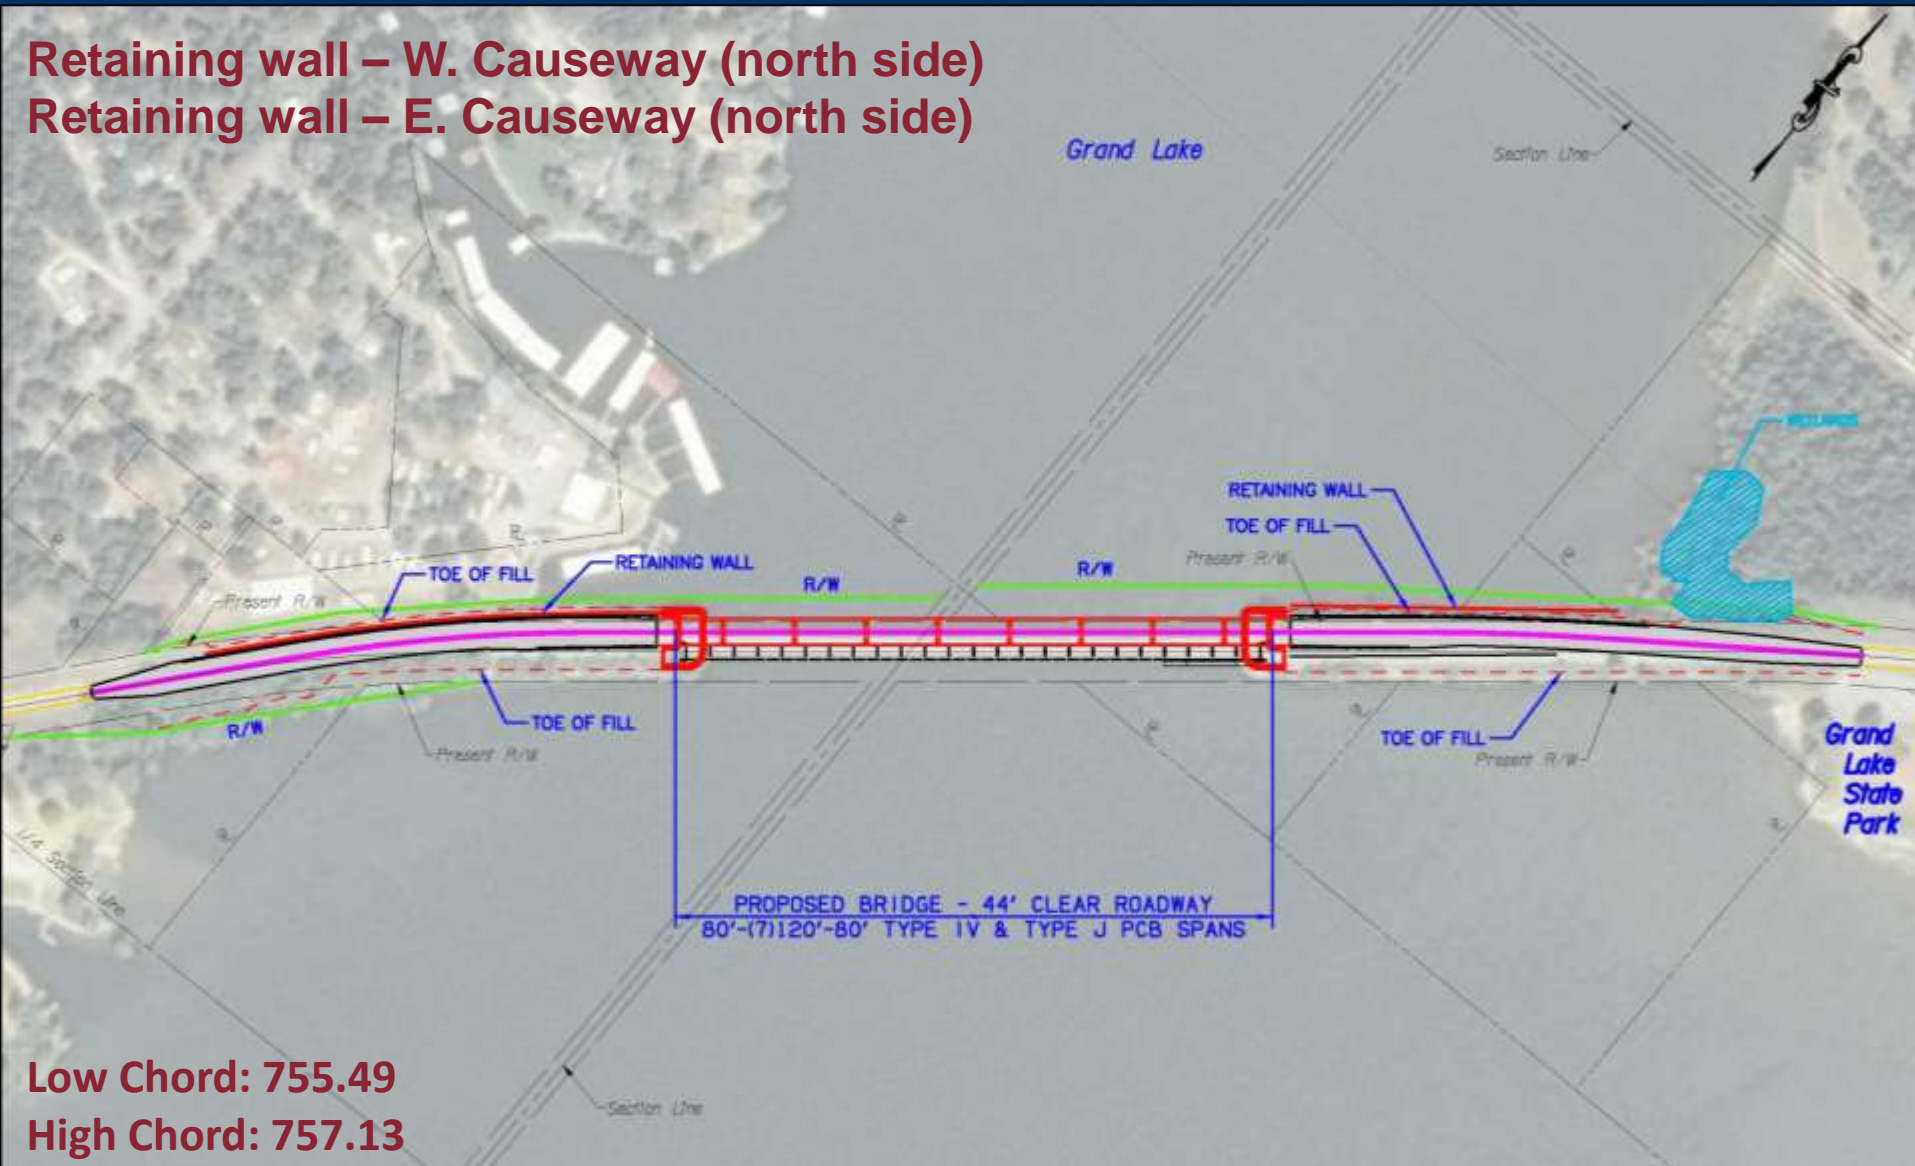 Retaining wall – W. Causeway (north side)
Retaining wall – E. Causeway (north side)
Grand Lake
Section Line
WETLANDS
RETAINING WALL
TOE OF FILL
Present R/W
RETAINING WALL
TOE OF FILL
R/W
R/W
Present R/W
R/W
TOE OF FILL
Present R/W
TOE OF FILL
Present R/W
Grand
Lake
State
Park
1/4 Section Line
PROPOSED BRIDGE - 44' CLEAR ROADWAY
80'-(7)120'-80' TYPE IV & TYPE J PCB SPANS
Section Line
Low Chord: 755.49
High Chord: 757.13